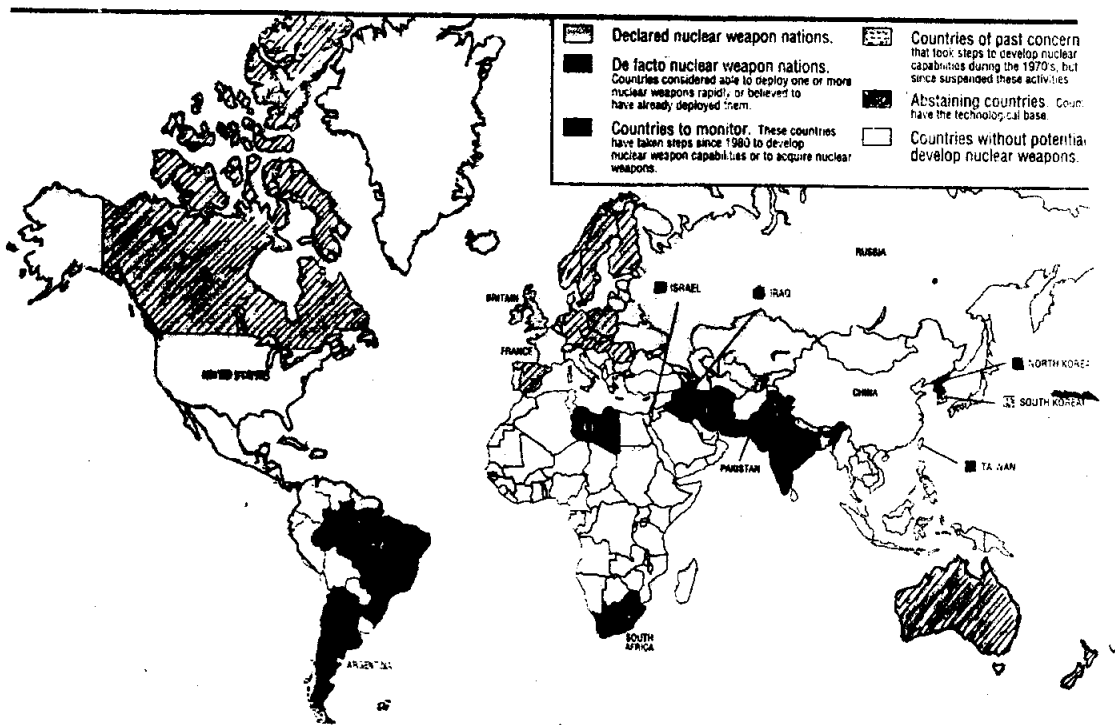 Declared nuclear weapon nations.
De facto nuclear weapon nations.
Countries considered able to deploy one or more
nuclear weapons rapidly or believed to
have already deployed them.
Countries to monitor. These countries
have taken steps since 1980 to develop
nuclear weapon capabilities or to acquire nuclear
weapons.
Countries of past concern
that took steps to develop nuclear
capabilities during the 1970's, but
since suspended these activities
Abstaining countries.
have the technological base.
Countries without potential
develop nuclear weapons.
RUSSIA
ISRAEL
IRAQ
BRITAIN
FRANCE
UNITED STATES
NORTH KOREA
CHINA
SOUTH KOREA
PAKISTAN
TAIWAN
SOUTH
AFRICA
ARGENTINA